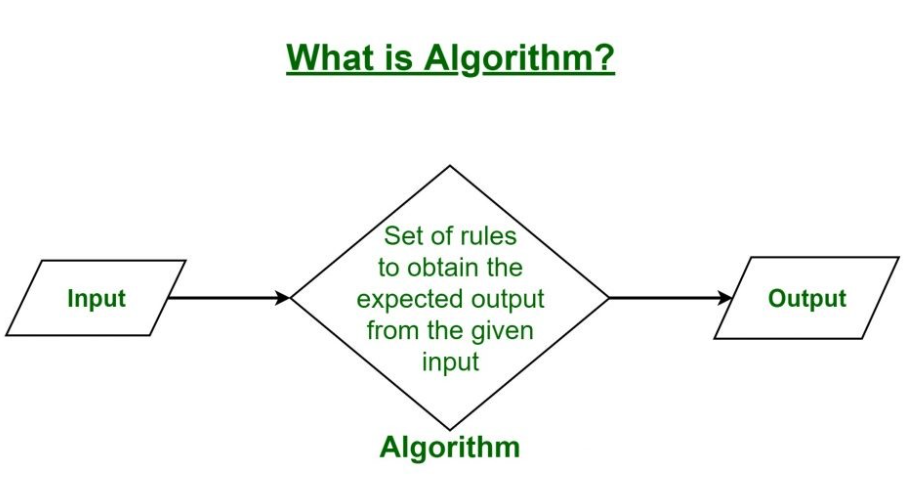 What is Algorithm?
Input
Set of rules
to obtain the
expected output
from the given
input
Output
Algorithm